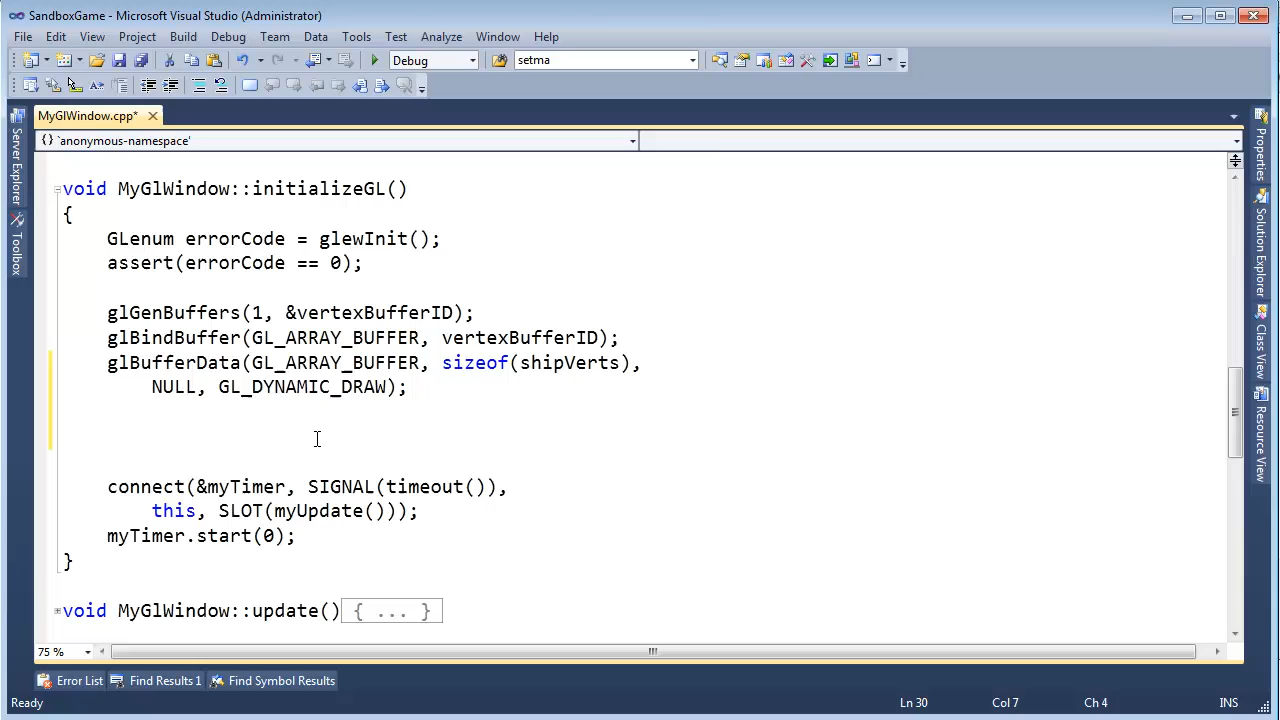 SandboxGame - Microsoft Visual Studio (Administrator)
File Edit View Project Build Debug Team Data Tools Test Analyze Window Help
Debug setma
MyGlWindow.cpp*
{} `anonymous-namespace'
void MyGlWindow::initializeGL()
{
GLenum errorCode = glewInit();
assert(errorCode == 0);
glGenBuffers(1, &vertexBufferID);
glBindBuffer(GL_ARRAY_BUFFER, vertexBufferID);
glBufferData(GL_ARRAY_BUFFER, sizeof(shipVerts),
NULL, GL_DYNAMIC_DRAW);
connect(&myTimer, SIGNAL(timeout()),
this, SLOT(myUpdate()));
myTimer.start(0);
}
void MyGlWindow::update(){ ... }
75 %
Server Explorer
Toolbox
Properties
Solution Explorer
Class View
Resource View
Error List Find Results 1 Find Symbol Results
Ready Ln 30 Col 7 Ch 4 INS